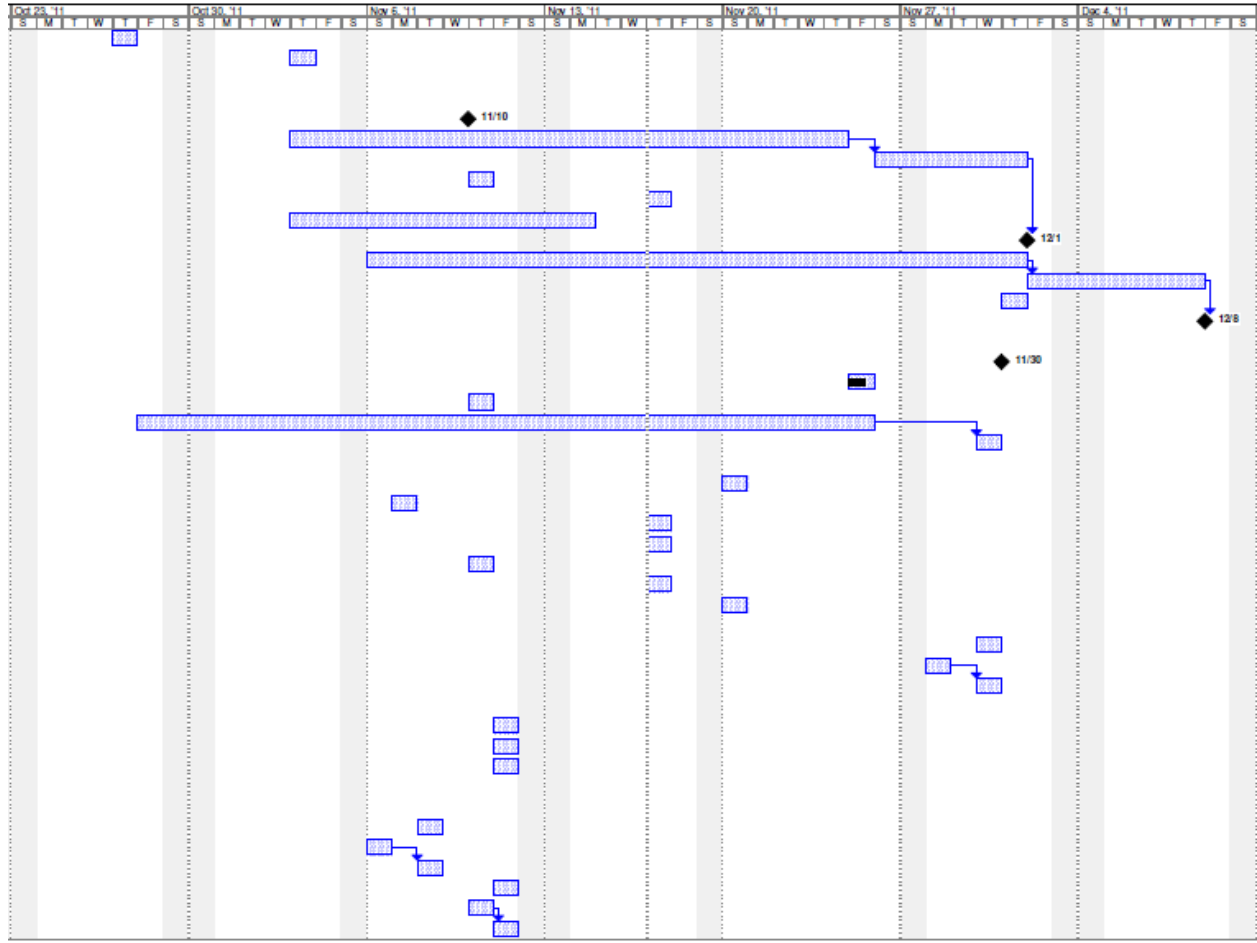 Oct 23, '11 Oct 30, '11 Nov 6, '11 Nov 13, '11 Nov 20, '11 Nov 27, '11 Dec 4, '11
S M T W T F S S M T W T F S S M T W T F S S M T W T F S S M T W T F S S M T W T F S S M T W T F S
11/10
12/1
12/8
11/30